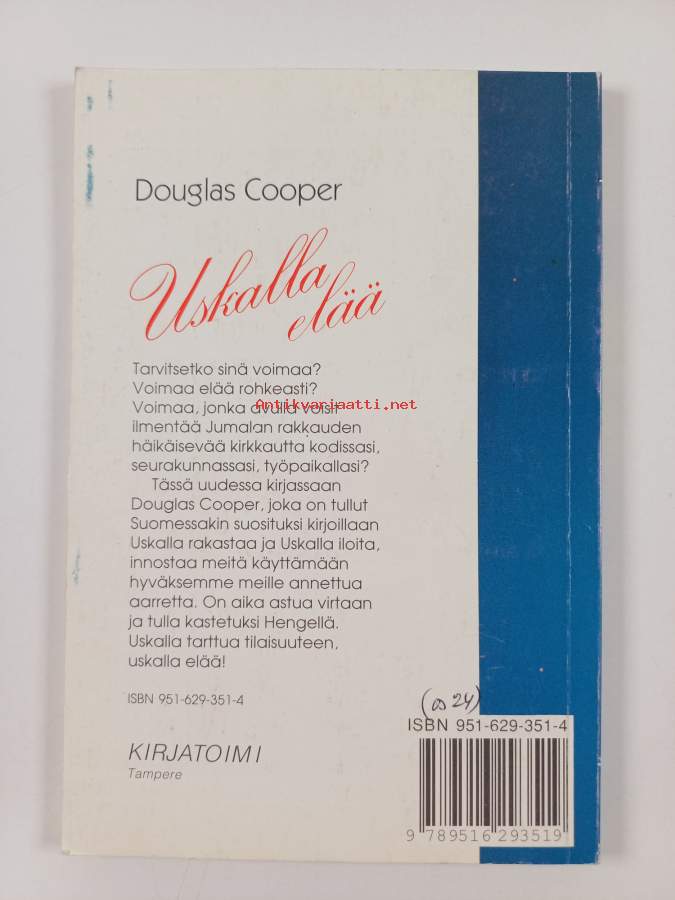 Douglas Cooper
Uskalla
elää
Tarvitsetko sinä voimaa?
Voimaa elää rohkeasti?
Voimaa, jonka avulla voisit
Antikvariaatti.net
ilmentää Jumalan rakkauden
häikäisevää kirkkautta kodissasi,
seurakunnassasi, työpaikallasi?
Tässä uudessa kirjassaan
Douglas Cooper, joka on tullut
Suomessakin suosituksi kirjoillaan
Uskalla rakastaa ja Uskalla iloita,
innostaa meitä käyttämään
hyväksemme meille annettua
aarretta. On aika astua virtaan
ja tulla kastetuksi Hengellä.
Uskalla tarttua tilaisuuteen,
uskalla elää!
ISBN 951-629-351-4
(os 24)
ISBN 951-629-351-4
KIRJATOIMI
Tampere
9 789516 293519